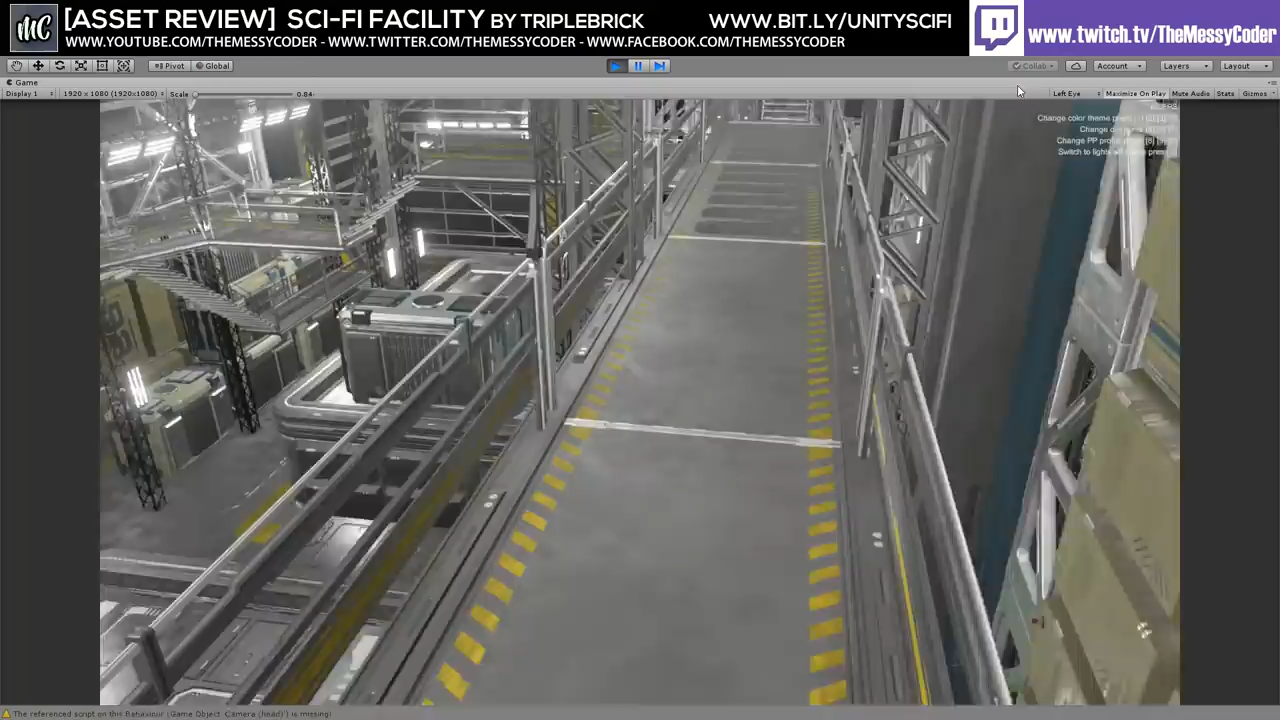 MC
[ASSET REVIEW] SCI-FI FACILITY BY TRIPLEBRICK
WWW.BIT.LY/UNITYSCIFI
WWW.YOUTUBE.COM/THEMESSYCODER - WWW.TWITTER.COM/THEMESSYCODER - WWW.FACEBOOK.COM/THEMESSYCODER
www.twitch.tv/TheMessyCoder
Pivot Global Collab Account Layers Layout
Game
Display 1 1920 x 1080 (1920x1080) Scale 0.84 Left Eye Maximize On Play Mute Audio Stats Gizmos
Change color theme press
Change
Change PP
Switch to lights
The referenced script on this Behaviour (Game Object 'Camera (head)') is missing!